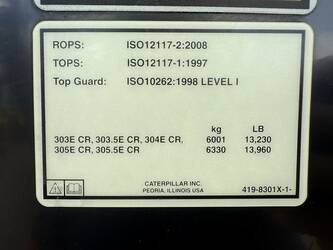 ROPS: ISO12117-2:2008
TOPS: ISO12117-1:1997
Top Guard: ISO10262:1998 LEVEL I
kg LB
303E CR, 303.5E CR, 304E CR, 6001 13,230
305E CR, 305.5E CR 6330 13,960
CATERPILLAR INC.
PEORIA, ILLINOIS USA 419-8301X-1-